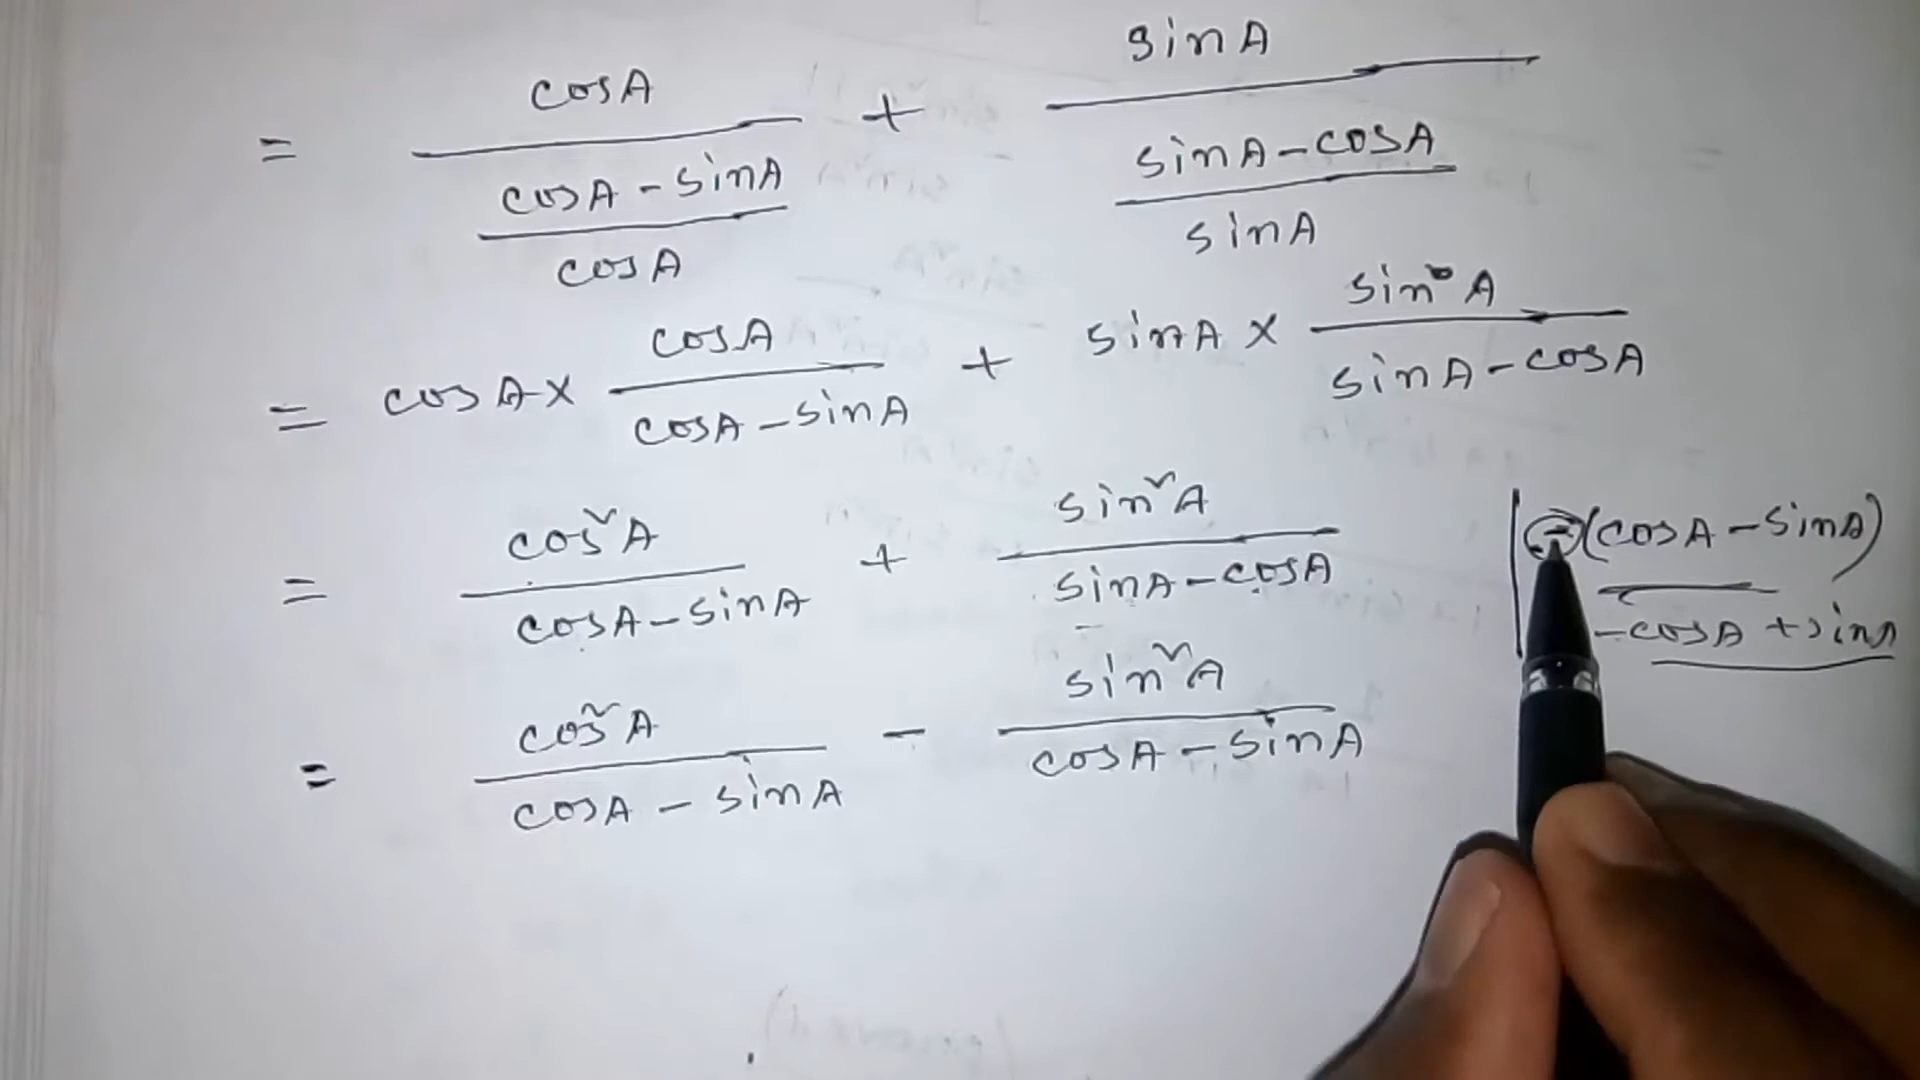 = cosA / ((cosA - sinA) / cosA) + sinA / ((sinA - cosA) / sinA)
= cosA × cosA / (cosA - sinA) + sinA × sin A / (sinA - cosA)
= cos²A / (cosA - sinA) + sin²A / (sinA - cosA)
-(cosA - sinA)
-cosA + sinA
= cos²A / (cosA - sinA) - sin²A / (cosA - sinA)